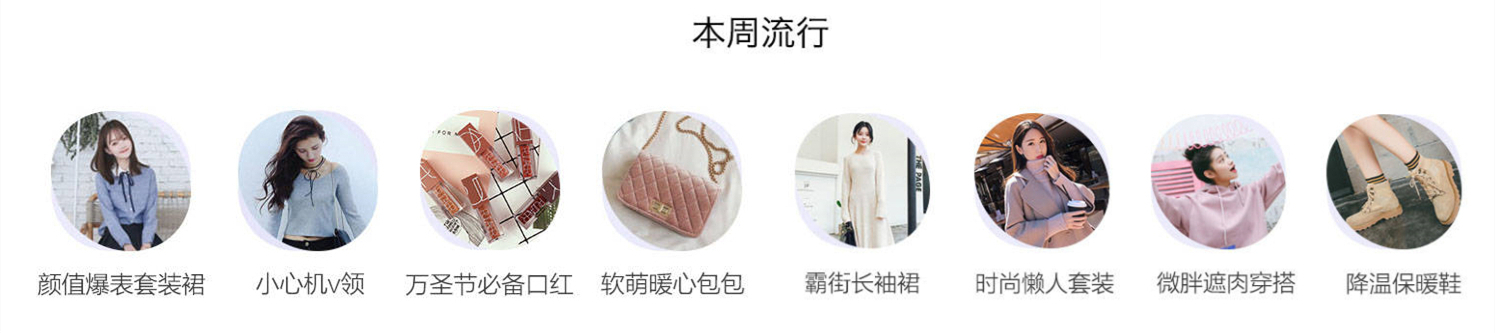 本周流行
颜值爆表套装裙
小心机v领
万圣节必备口红
软萌暖心包包
霸街长袖裙
时尚懒人套装
微胖遮肉穿搭
降温保暖鞋
THE PAGE